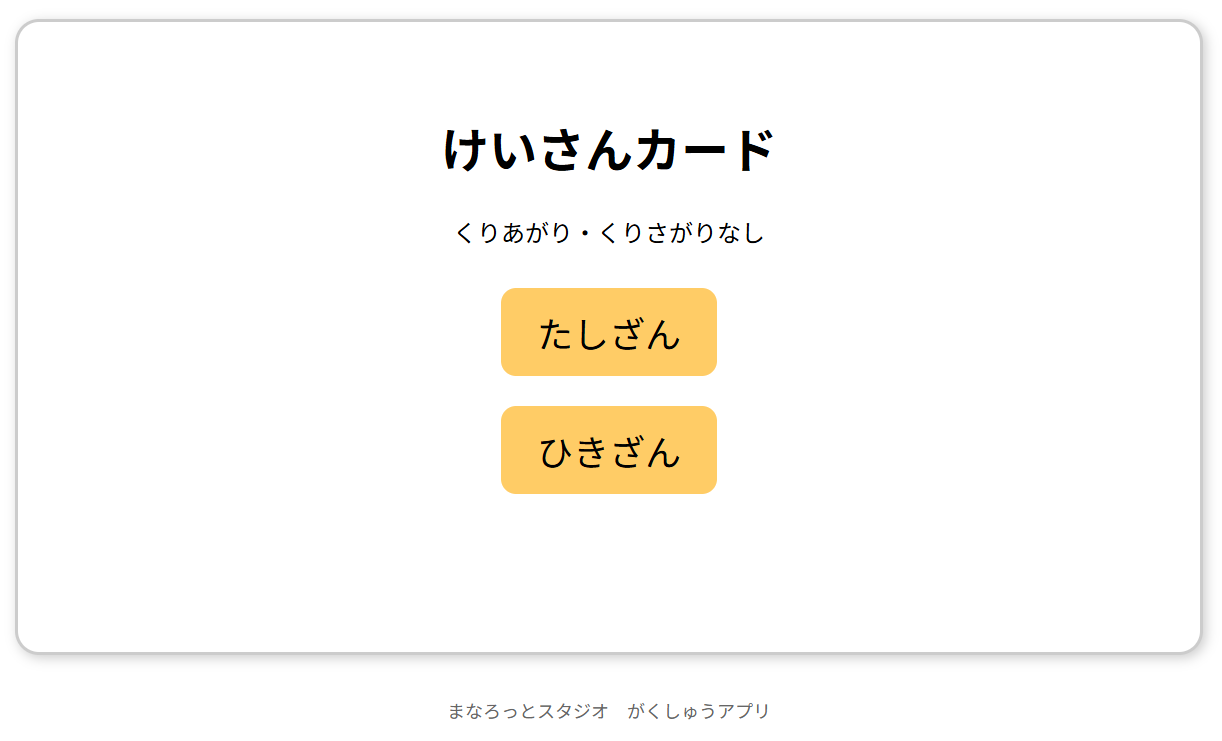 けいさんカード
くりあがり・くりさがりなし
たしざん
ひきざん
まなろっとスタジオ　がくしゅうアプリ